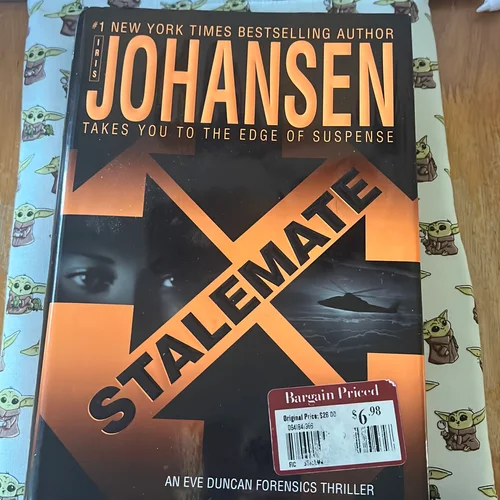 #1 NEW YORK TIMES BESTSELLING AUTHOR
IRIS
JOHANSEN
TAKES YOU TO THE EDGE OF SUSPENSE
STALEMATE
Bargain Priced
Original Price: $26.00
$6.98
FIC
AN EVE DUNCAN FORENSICS THRILLER